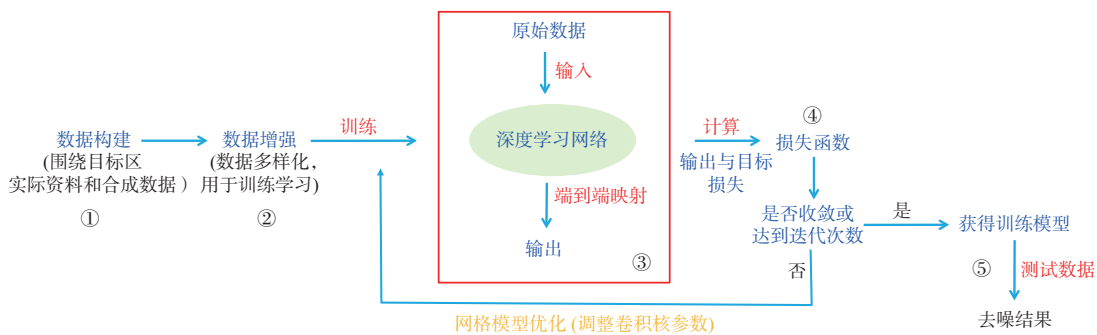 数据构建
(围绕目标区
实际资料和合成数据)
①
数据增强
(数据多样化,
用于训练学习)
②
训练
原始数据
输入
深度学习网络
端到端映射
输出
③
计算
输出与目标
损失
④
损失函数
是否收敛或
达到迭代次数
是
否
网格模型优化 (调整卷积核参数)
获得训练模型
⑤
测试数据
去噪结果